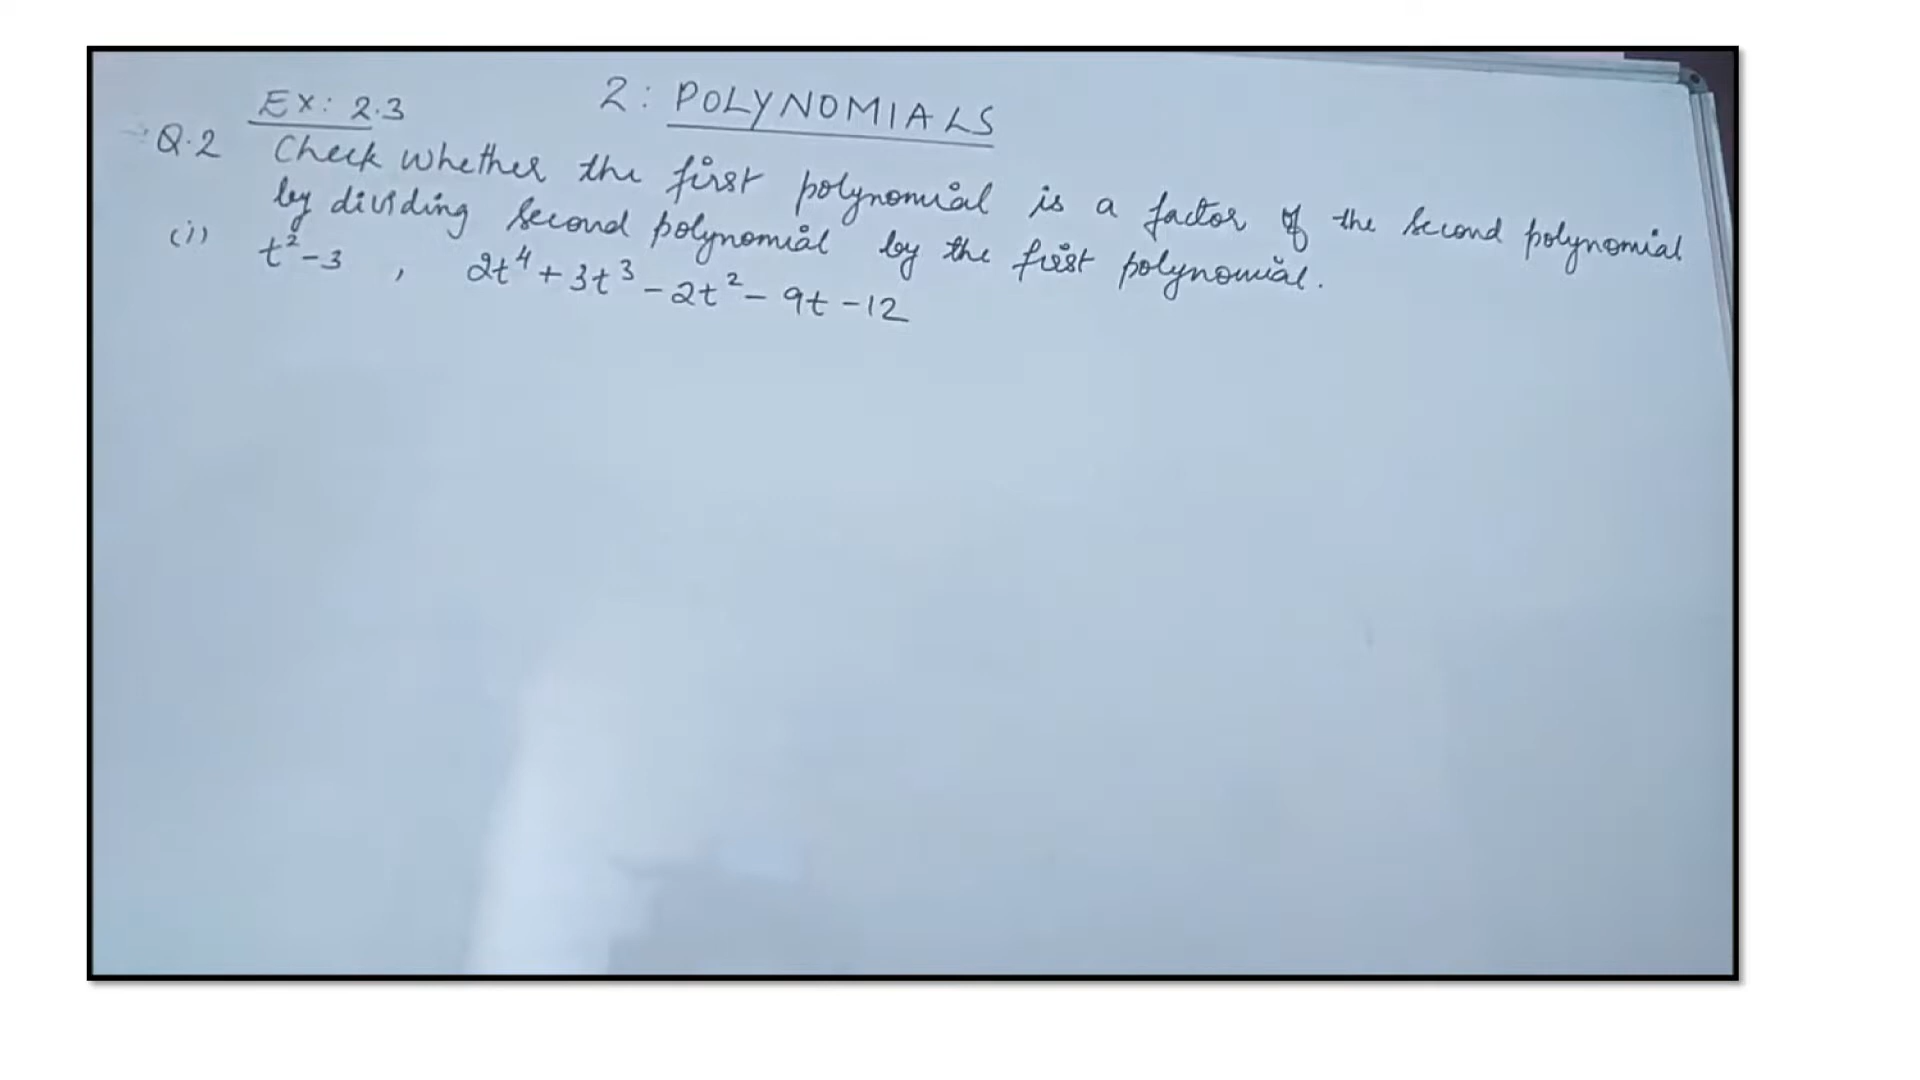 Ex: 2.3
2: POLYNOMIALS
Q.2 Check whether the first polynomial is a factor of the second polynomial
by dividing second polynomial by the first polynomial.
(i) t²-3 , 2t⁴+3t³-2t²-9t-12